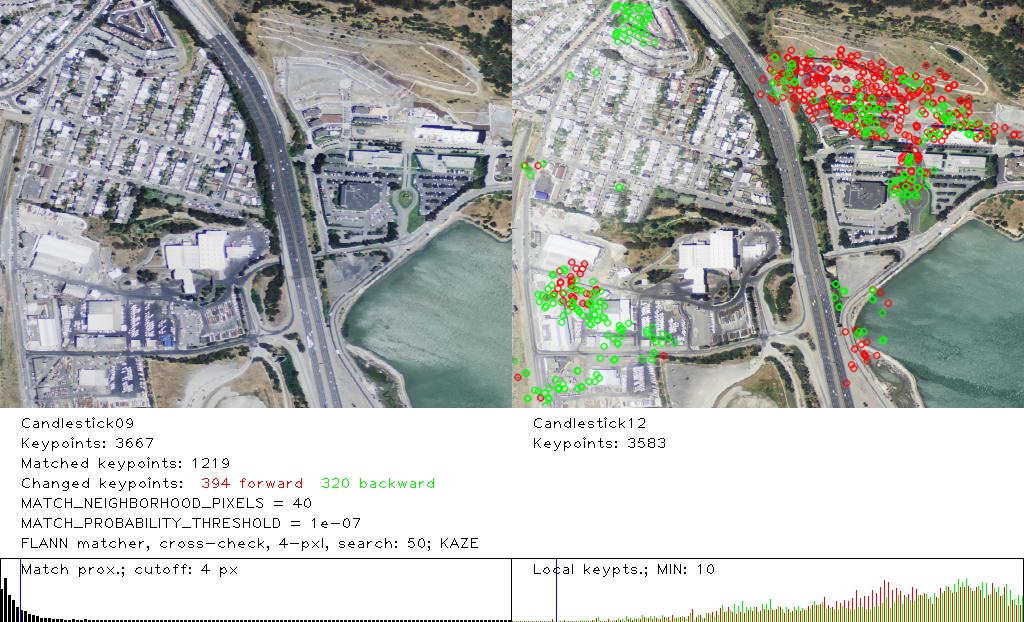 Candlestick09
Keypoints: 3667
Matched keypoints: 1219
Changed keypoints: 394 forward 320 backward
MATCH_NEIGHBORHOOD_PIXELS = 40
MATCH_PROBABILITY_THRESHOLD = 1e-07
FLANN matcher, cross-check, 4-pxl, search: 50; KAZE
Candlestick12
Keypoints: 3583
Match prox.; cutoff: 4 px
Local keypts.; MIN: 10